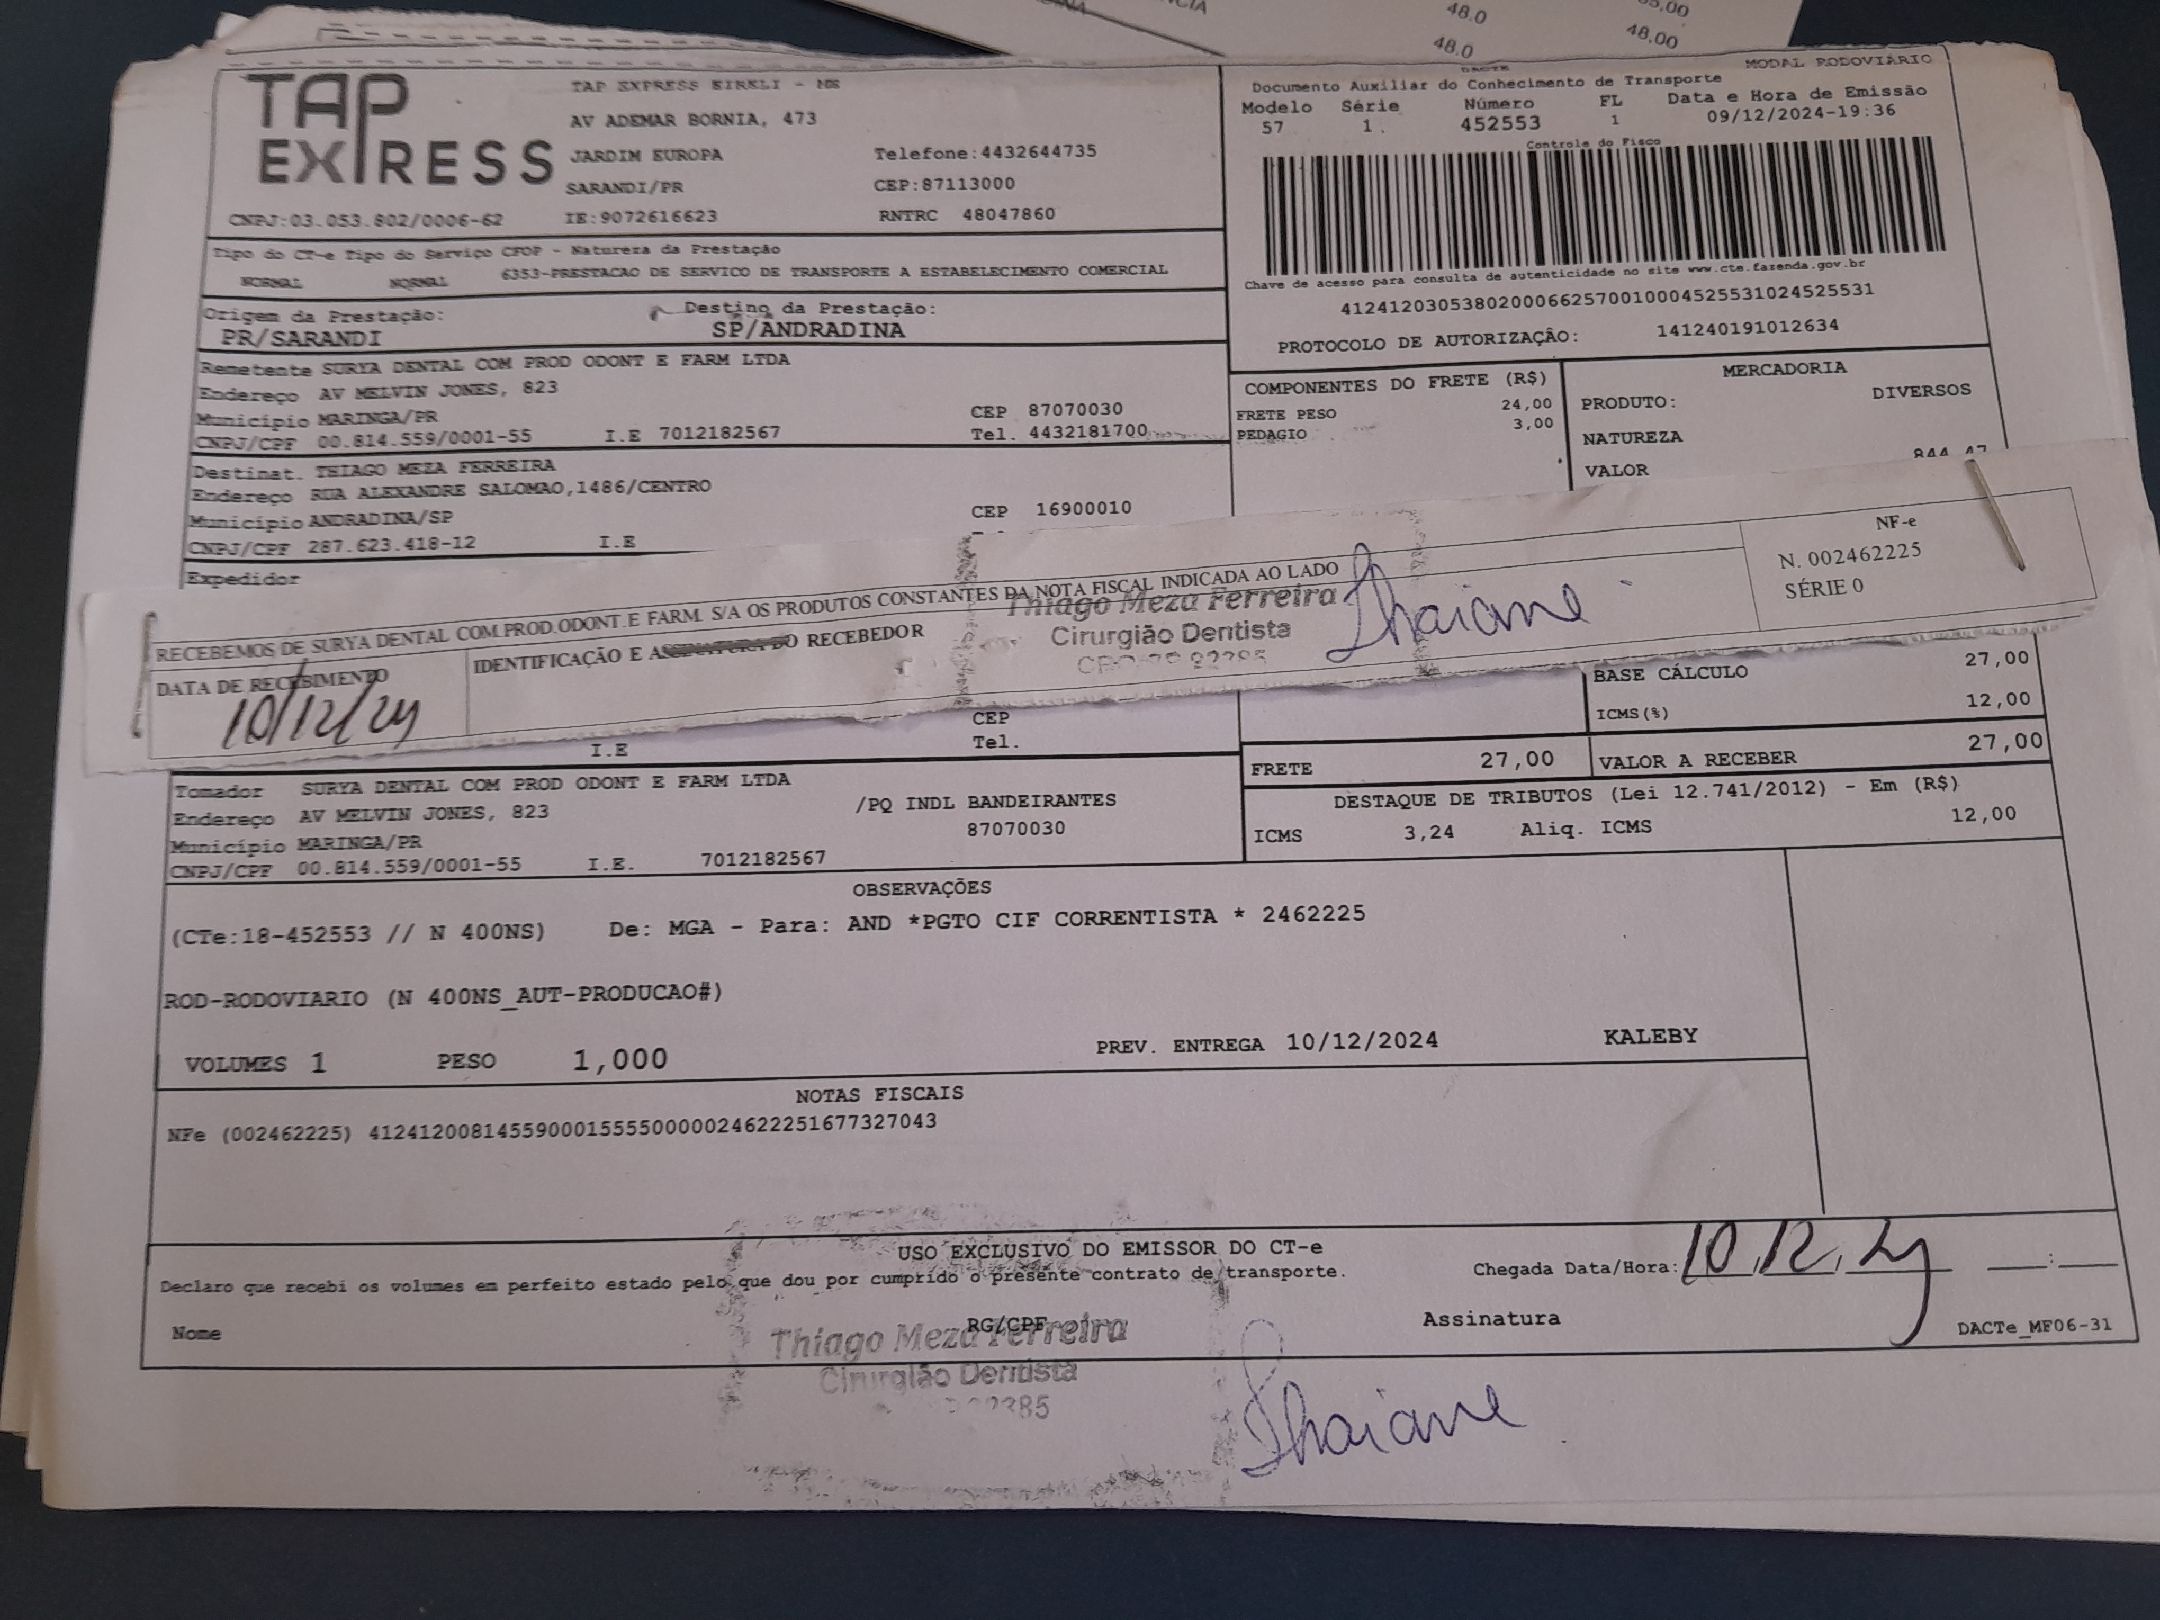 48.0
48.00
48.0
TAP EXPRESS
TAP EXPRESS EIRELI - MGS
AV ADEMAR BORNIA, 473
JARDIM EUROPA Telefone:4432644735
SARANDI/PR CEP:87113000
CNPJ:03.053.802/0006-62 IE:9072616623 RNTRC 48047860
DACTE MODAL RODOVIÁRIO
Documento Auxiliar do Conhecimento de Transporte
Modelo Série Número FL Data e Hora de Emissão
57 1 452553 1 09/12/2024-19:36
Controle do Fisco
Chave de acesso para consulta de autenticidade no site www.cte.fazenda.gov.br
41241203053802000662570010004525531024525531
PROTOCOLO DE AUTORIZAÇÃO: 141240191012634
Tipo do CT-e Tipo do Serviço CFOP - Natureza da Prestação
NORMAL NORMAL 6353-PRESTACAO DE SERVICO DE TRANSPORTE A ESTABELECIMENTO COMERCIAL
Origem da Prestação: Destino da Prestação:
PR/SARANDI SP/ANDRADINA
Remetente SURYA DENTAL COM PROD ODONT E FARM LTDA
Endereço AV MELVIN JONES, 823
Município MARINGA/PR CEP 87070030
CNPJ/CPF 00.814.559/0001-55 I.E 7012182567 Tel. 4432181700
COMPONENTES DO FRETE (R$)
FRETE PESO 24,00
PEDAGIO 3,00
MERCADORIA
PRODUTO: DIVERSOS
NATUREZA
VALOR 844,47
Destinat. THIAGO MEZA FERREIRA
Endereço RUA ALEXANDRE SALOMAO,1486/CENTRO
Município ANDRADINA/SP CEP 16900010
CNPJ/CPF 287.623.418-12 I.E
Expedidor
RECEBEMOS DE SURYA DENTAL COM.PROD.ODONT.E FARM. S/A OS PRODUTOS CONSTANTES DA NOTA FISCAL INDICADA AO LADO
DATA DE RECEBIMENTO IDENTIFICAÇÃO E ASSINATURA DO RECEBEDOR
10/12/24
Thiago Meza Ferreira
Cirurgião Dentista
Thaiane
NF-e
N. 002462225
SÉRIE 0
BASE CÁLCULO 27,00
ICMS(%) 12,00
CEP
I.E Tel.
FRETE 27,00 VALOR A RECEBER 27,00
Tomador SURYA DENTAL COM PROD ODONT E FARM LTDA
Endereço AV MELVIN JONES, 823 /PQ INDL BANDEIRANTES
Município MARINGA/PR 87070030
CNPJ/CPF 00.814.559/0001-55 I.E. 7012182567
DESTAQUE DE TRIBUTOS (Lei 12.741/2012) - Em (R$)
ICMS 3,24 Aliq. ICMS 12,00
OBSERVAÇÕES
(CTe:18-452553 // N 400NS) De: MGA - Para: AND *PGTO CIF CORRENTISTA * 2462225
ROD-RODOVIARIO (N 400NS_AUT-PRODUCAO#)
VOLUMES 1 PESO 1,000 PREV. ENTREGA 10/12/2024 KALEBY
NOTAS FISCAIS
NFe (002462225) 41241200814559000155550000024622251677327043
USO EXCLUSIVO DO EMISSOR DO CT-e
Declaro que recebi os volumes em perfeito estado pelo que dou por cumprido o presente contrato de transporte. Chegada Data/Hora: 10 12 24 :
Nome RG/CPF Assinatura DACTe_MF06-31
Thiago Meza Ferreira
Cirurgião Dentista
Thaiane